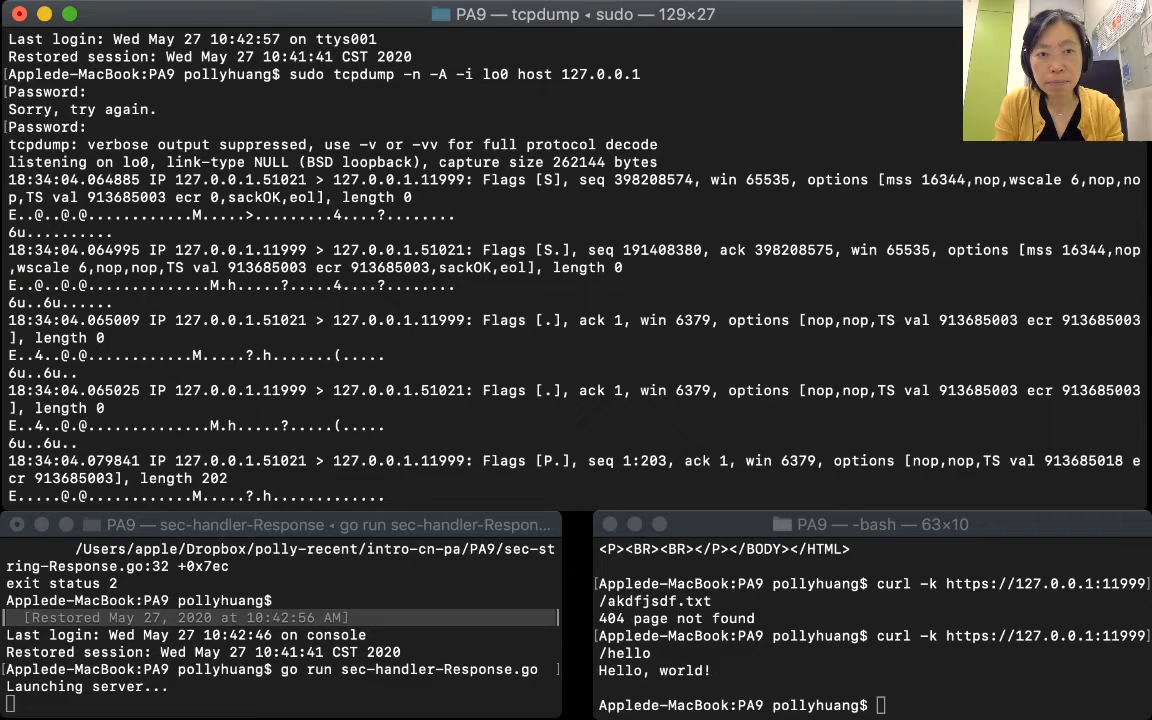 PA9 — tcpdump ◂ sudo — 129×27
Last login: Wed May 27 10:42:57 on ttys001
Restored session: Wed May 27 10:41:41 CST 2020
[Applede-MacBook:PA9 pollyhuang$ sudo tcpdump -n -A -i lo0 host 127.0.0.1
[Password:
Sorry, try again.
[Password:
tcpdump: verbose output suppressed, use -v or -vv for full protocol decode
listening on lo0, link-type NULL (BSD loopback), capture size 262144 bytes
18:34:04.064885 IP 127.0.0.1.51021 > 127.0.0.1.11999: Flags [S], seq 398208574, win 65535, options [mss 16344,nop,wscale 6,nop,no
p,TS val 913685003 ecr 0,sackOK,eol], length 0
E..@..@.@............M.....>.........4....?........
6u..........
18:34:04.064995 IP 127.0.0.1.11999 > 127.0.0.1.51021: Flags [S.], seq 191408380, ack 398208575, win 65535, options [mss 16344,nop
,wscale 6,nop,nop,TS val 913685003 ecr 913685003,sackOK,eol], length 0
E..@..@.@..............M.h.....?.....4....?........
6u..6u......
18:34:04.065009 IP 127.0.0.1.51021 > 127.0.0.1.11999: Flags [.], ack 1, win 6379, options [nop,nop,TS val 913685003 ecr 913685003
], length 0
E..4..@.@............M.....?.h.......(.....
6u..6u..
18:34:04.065025 IP 127.0.0.1.11999 > 127.0.0.1.51021: Flags [.], ack 1, win 6379, options [nop,nop,TS val 913685003 ecr 913685003
], length 0
E..4..@.@..............M.h.....?.....(.....
6u..6u..
18:34:04.079841 IP 127.0.0.1.51021 > 127.0.0.1.11999: Flags [P.], seq 1:203, ack 1, win 6379, options [nop,nop,TS val 913685018 e
cr 913685003], length 202
E.....@.@............M.....?.h.............
PA9 — sec-handler-Response ◂ go run sec-handler-Respon...
/Users/apple/Dropbox/polly-recent/intro-cn-pa/PA9/sec-st
ring-Response.go:32 +0x7ec
exit status 2
Applede-MacBook:PA9 pollyhuang$
[Restored May 27, 2020 at 10:42:56 AM]
Last login: Wed May 27 10:42:46 on console
Restored session: Wed May 27 10:41:41 CST 2020
[Applede-MacBook:PA9 pollyhuang$ go run sec-handler-Response.go ]
Launching server...
PA9 — -bash — 63×10
<P><BR><BR></P></BODY></HTML>
[Applede-MacBook:PA9 pollyhuang$ curl -k https://127.0.0.1:11999]
/akdfjsdf.txt
404 page not found
[Applede-MacBook:PA9 pollyhuang$ curl -k https://127.0.0.1:11999]
/hello
Hello, world!
Applede-MacBook:PA9 pollyhuang$